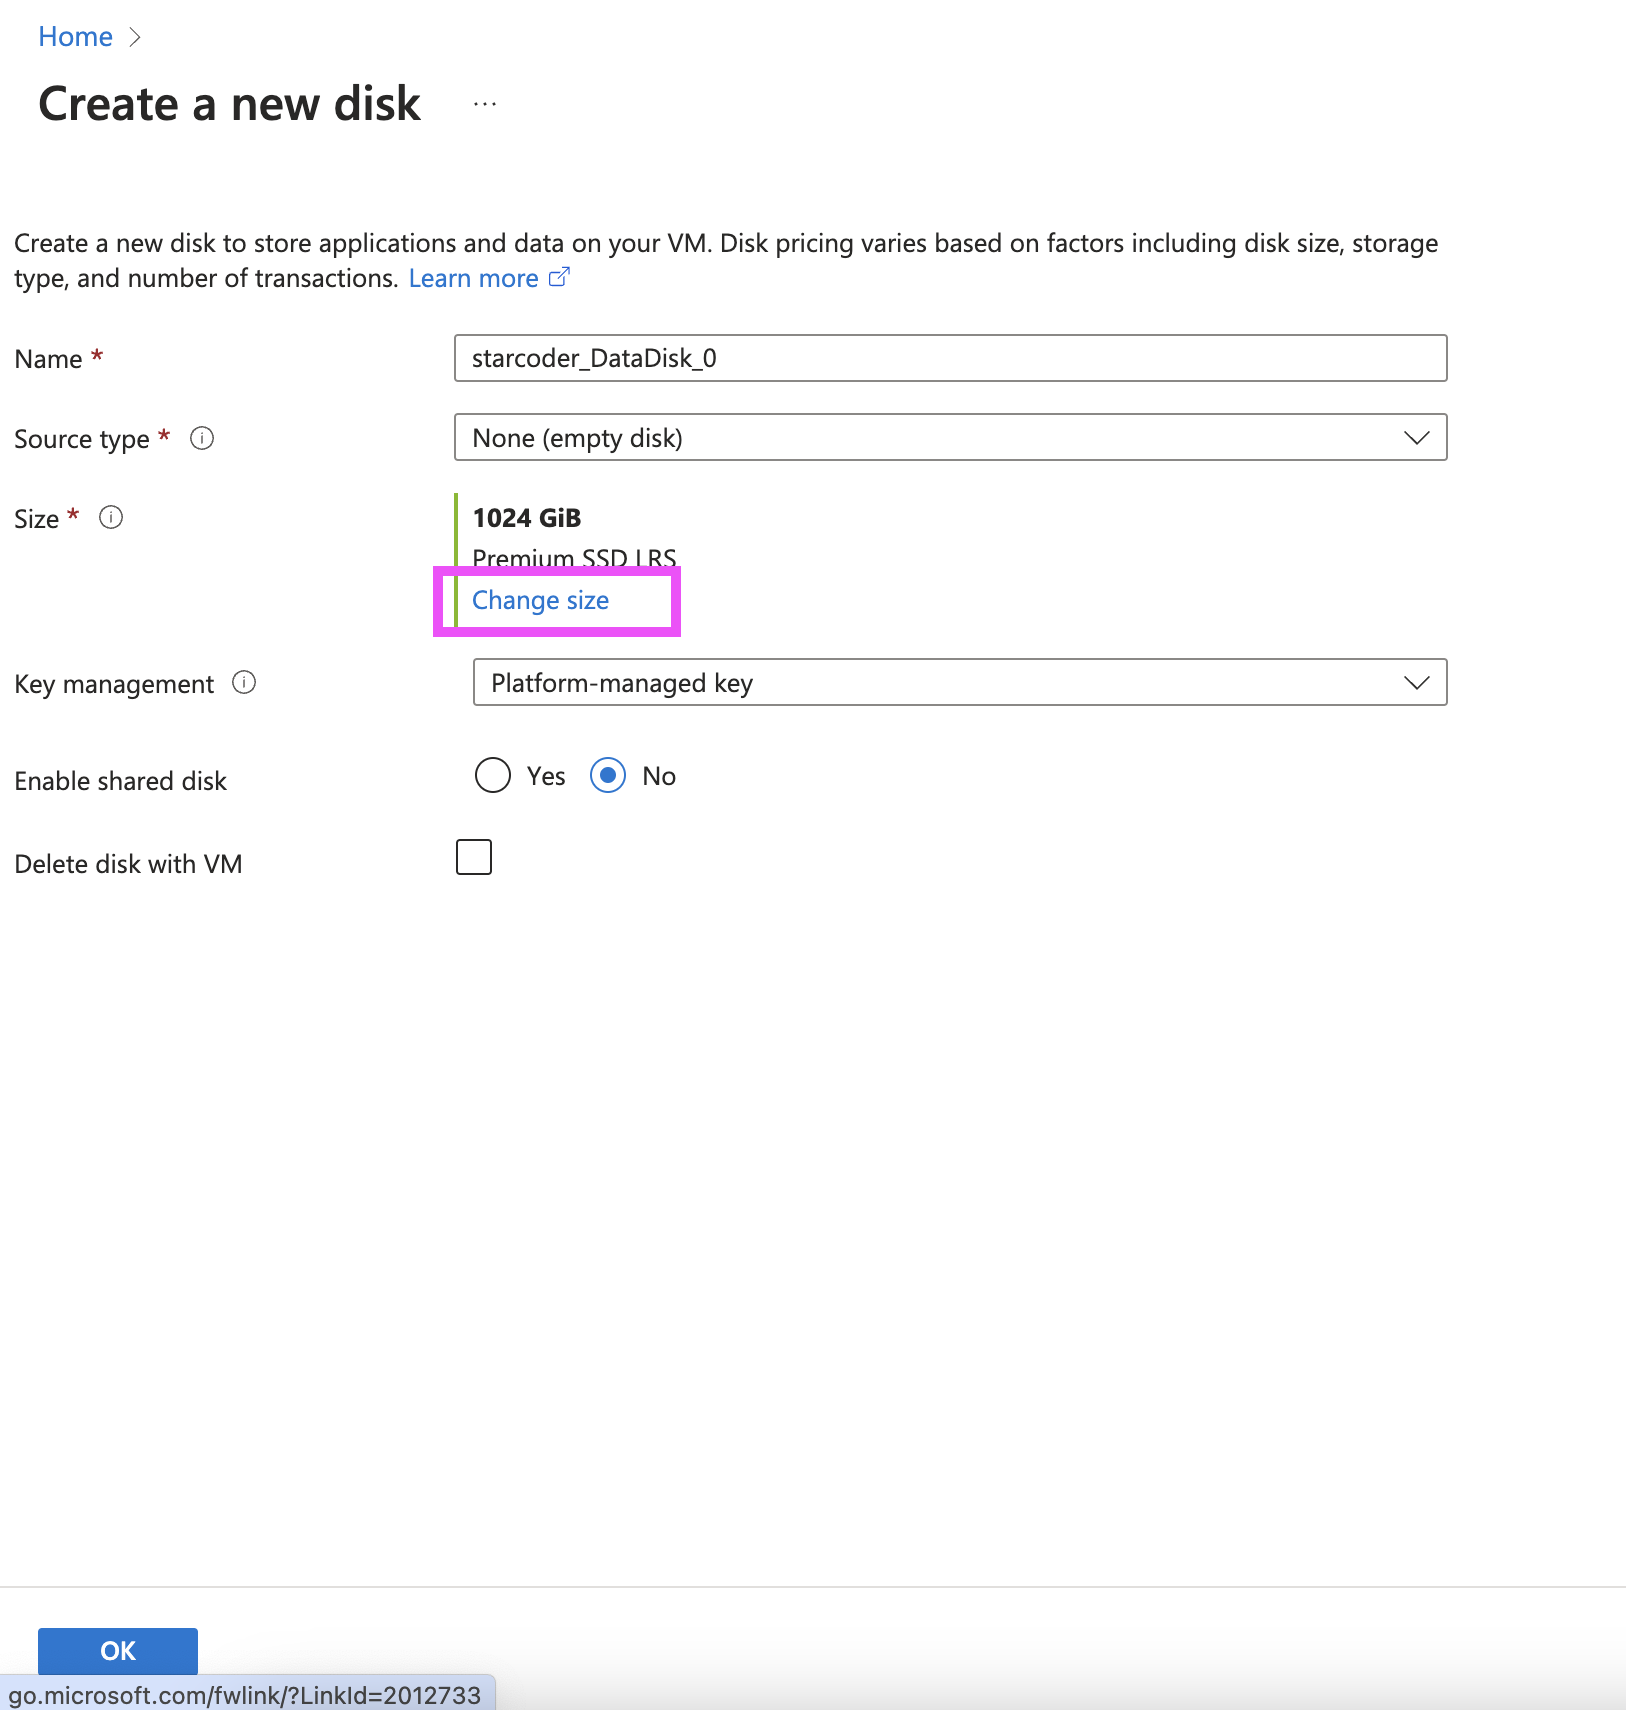 Home
Create a new disk ...
Create a new disk to store applications and data on your VM. Disk pricing varies based on factors including disk size, storage
type, and number of transactions. Learn more
Name *
starcoder_DataDisk_0
Source type *
None (empty disk)
Size *
1024 GiB
Premium SSD LRS
Change size
Key management
Platform-managed key
Enable shared disk
Yes No
Delete disk with VM
OK
go.microsoft.com/fwlink/?LinkId=2012733